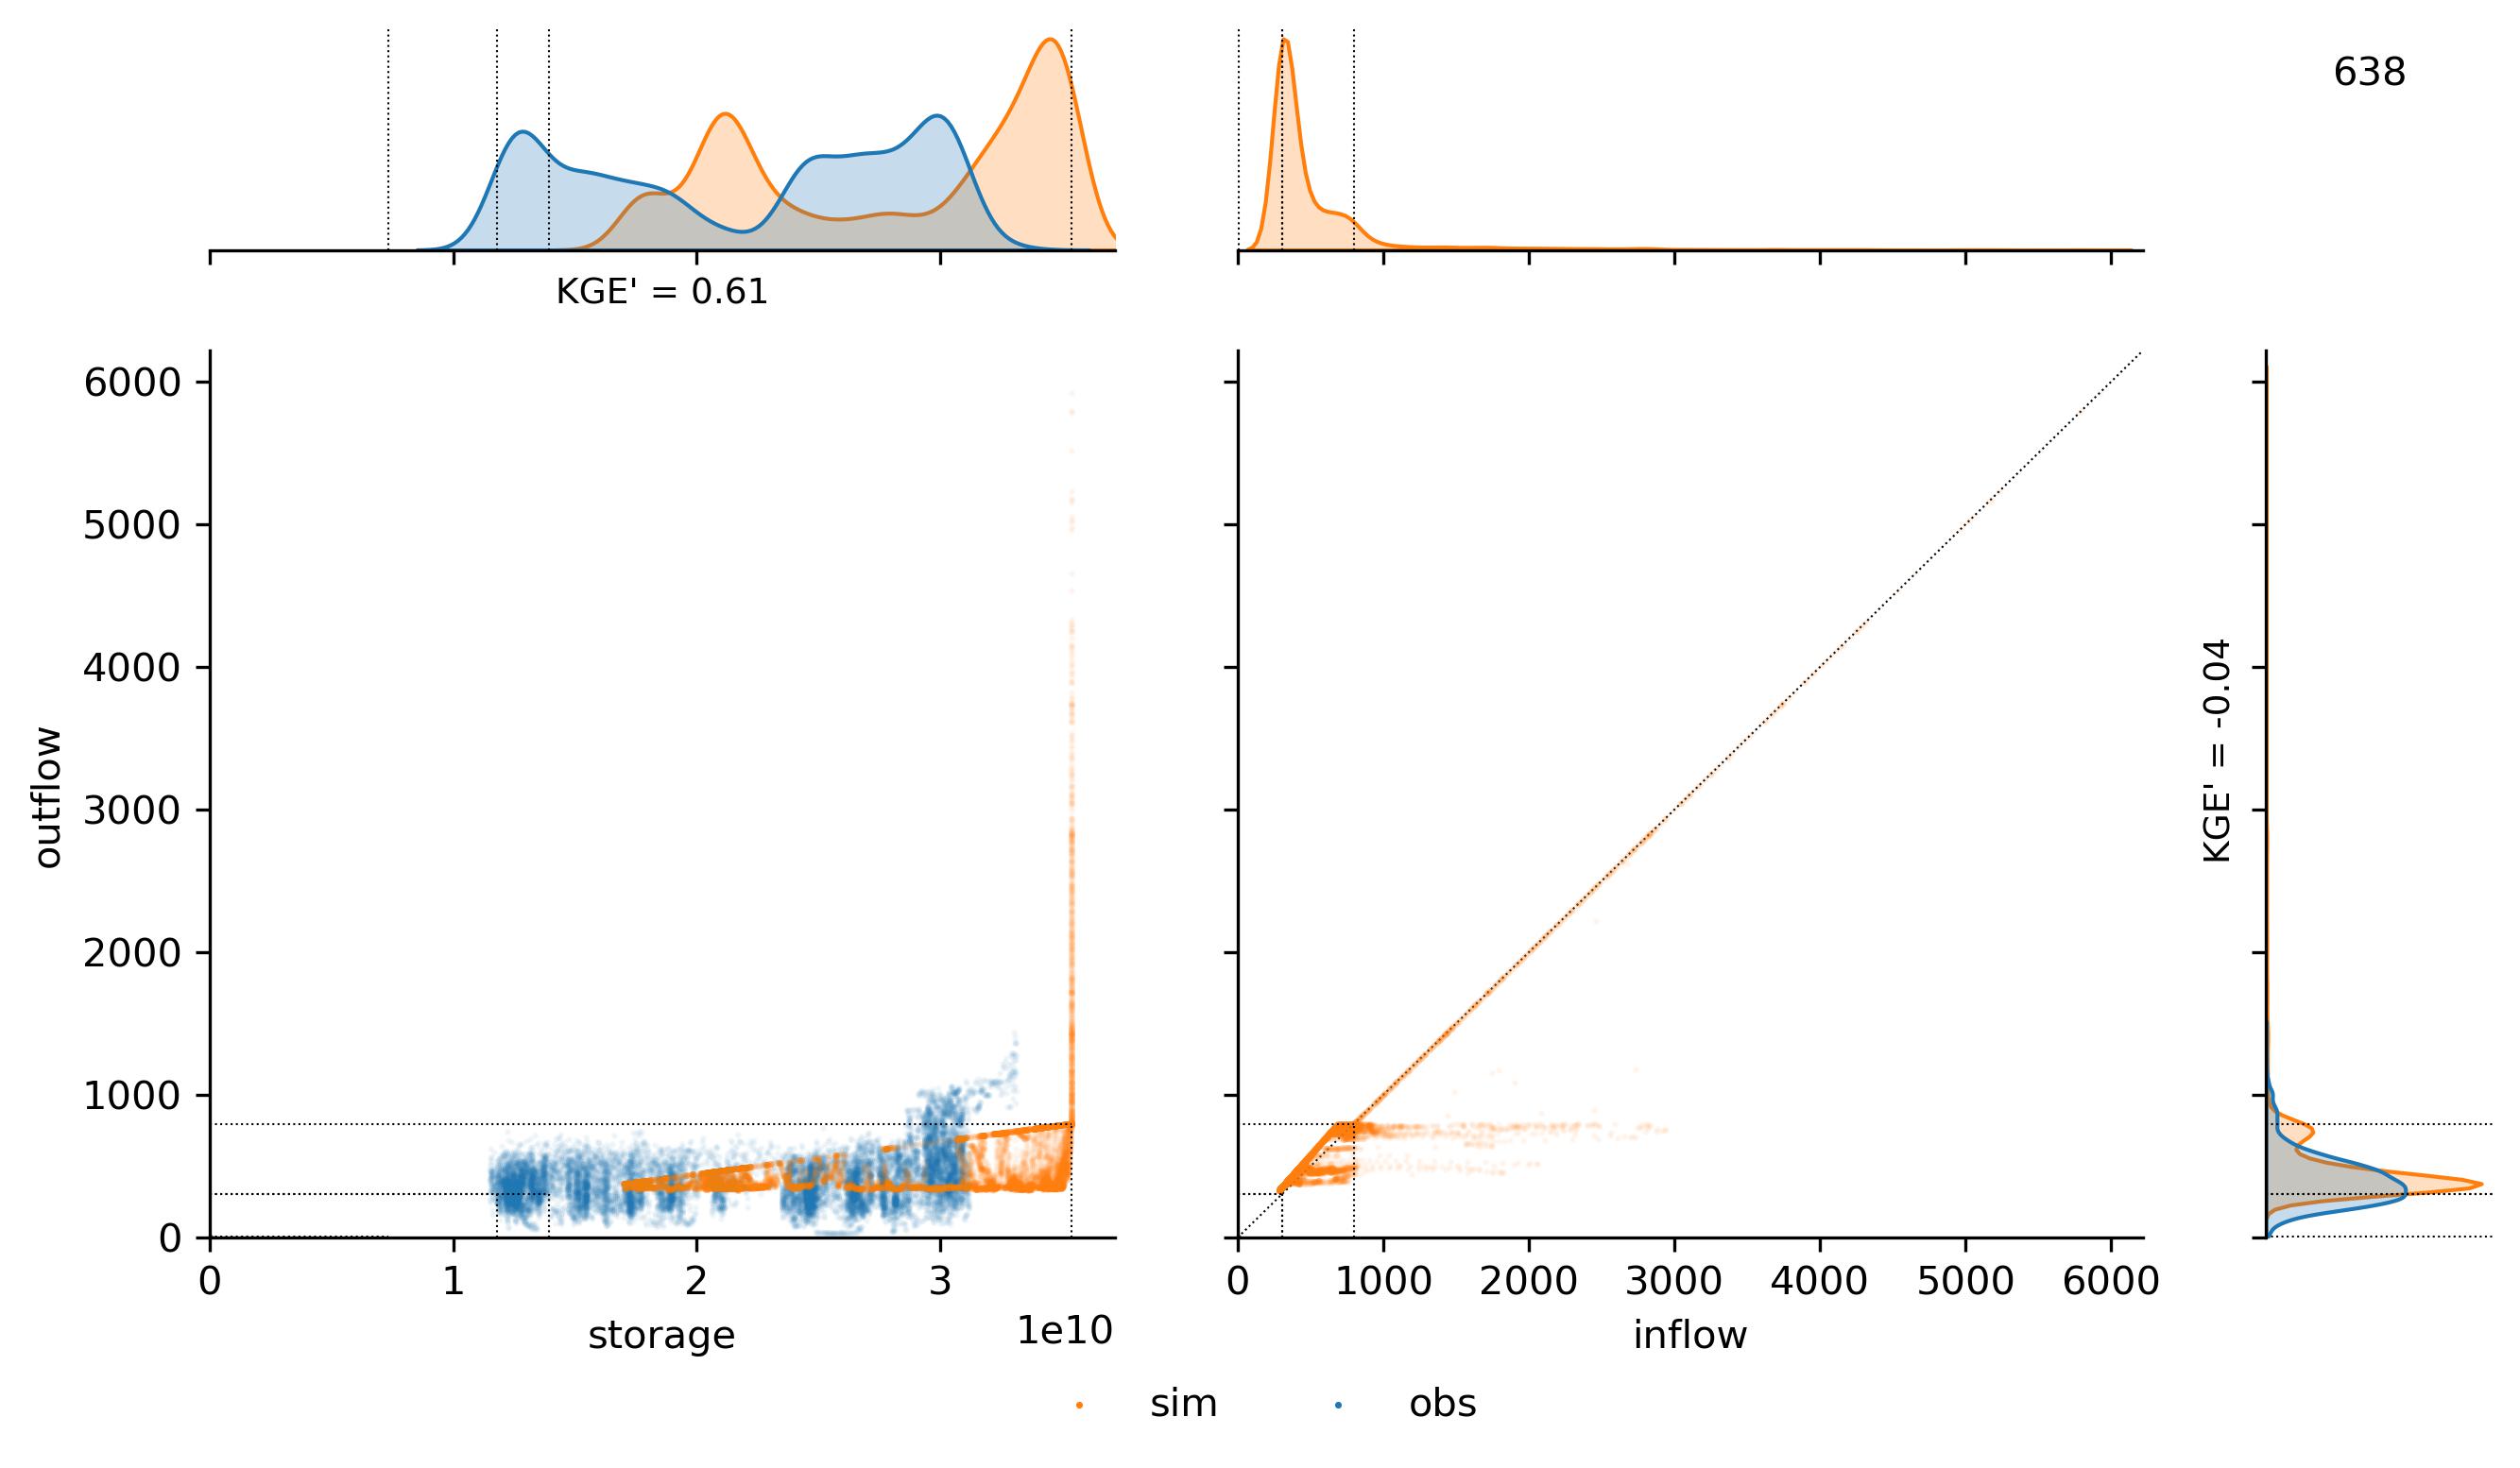 638
KGE' = 0.61
6000
5000
4000
3000
2000
1000
0
outflow
KGE' = -0.04
0 1 2 3
0 1000 2000 3000 4000 5000 6000
1e10
storage
inflow
sim obs